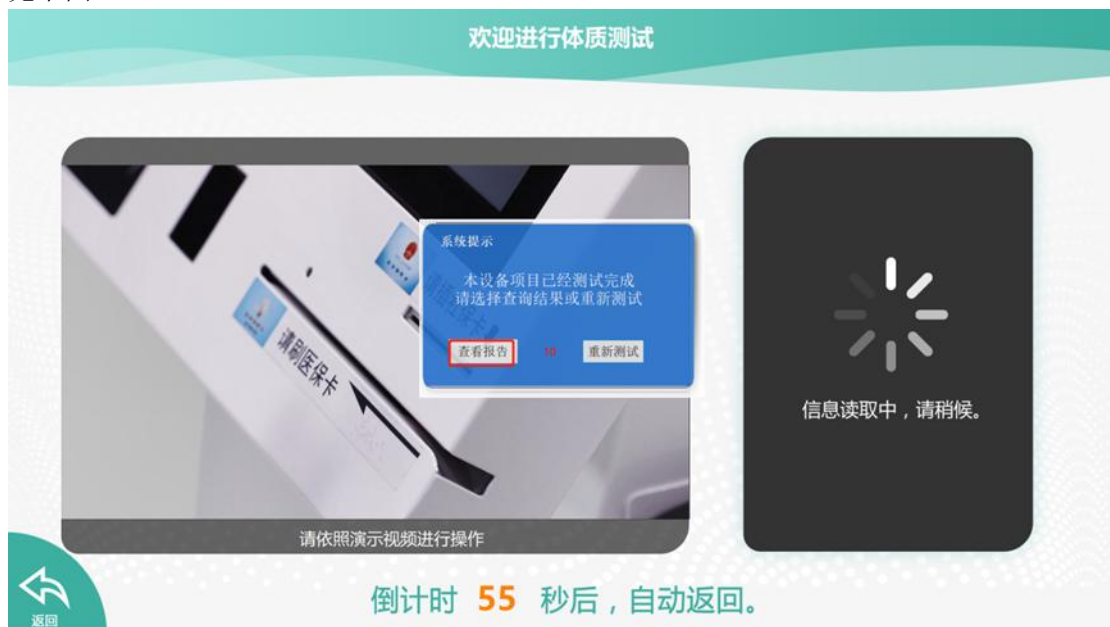 欢迎进行体质测试
系统提示
本设备项目已经测试完成
请选择查询结果或重新测试
查看报告
10
重新测试
请刷医保卡
信息读取中，请稍候。
请依照演示视频进行操作
返回
倒计时 55 秒后，自动返回。